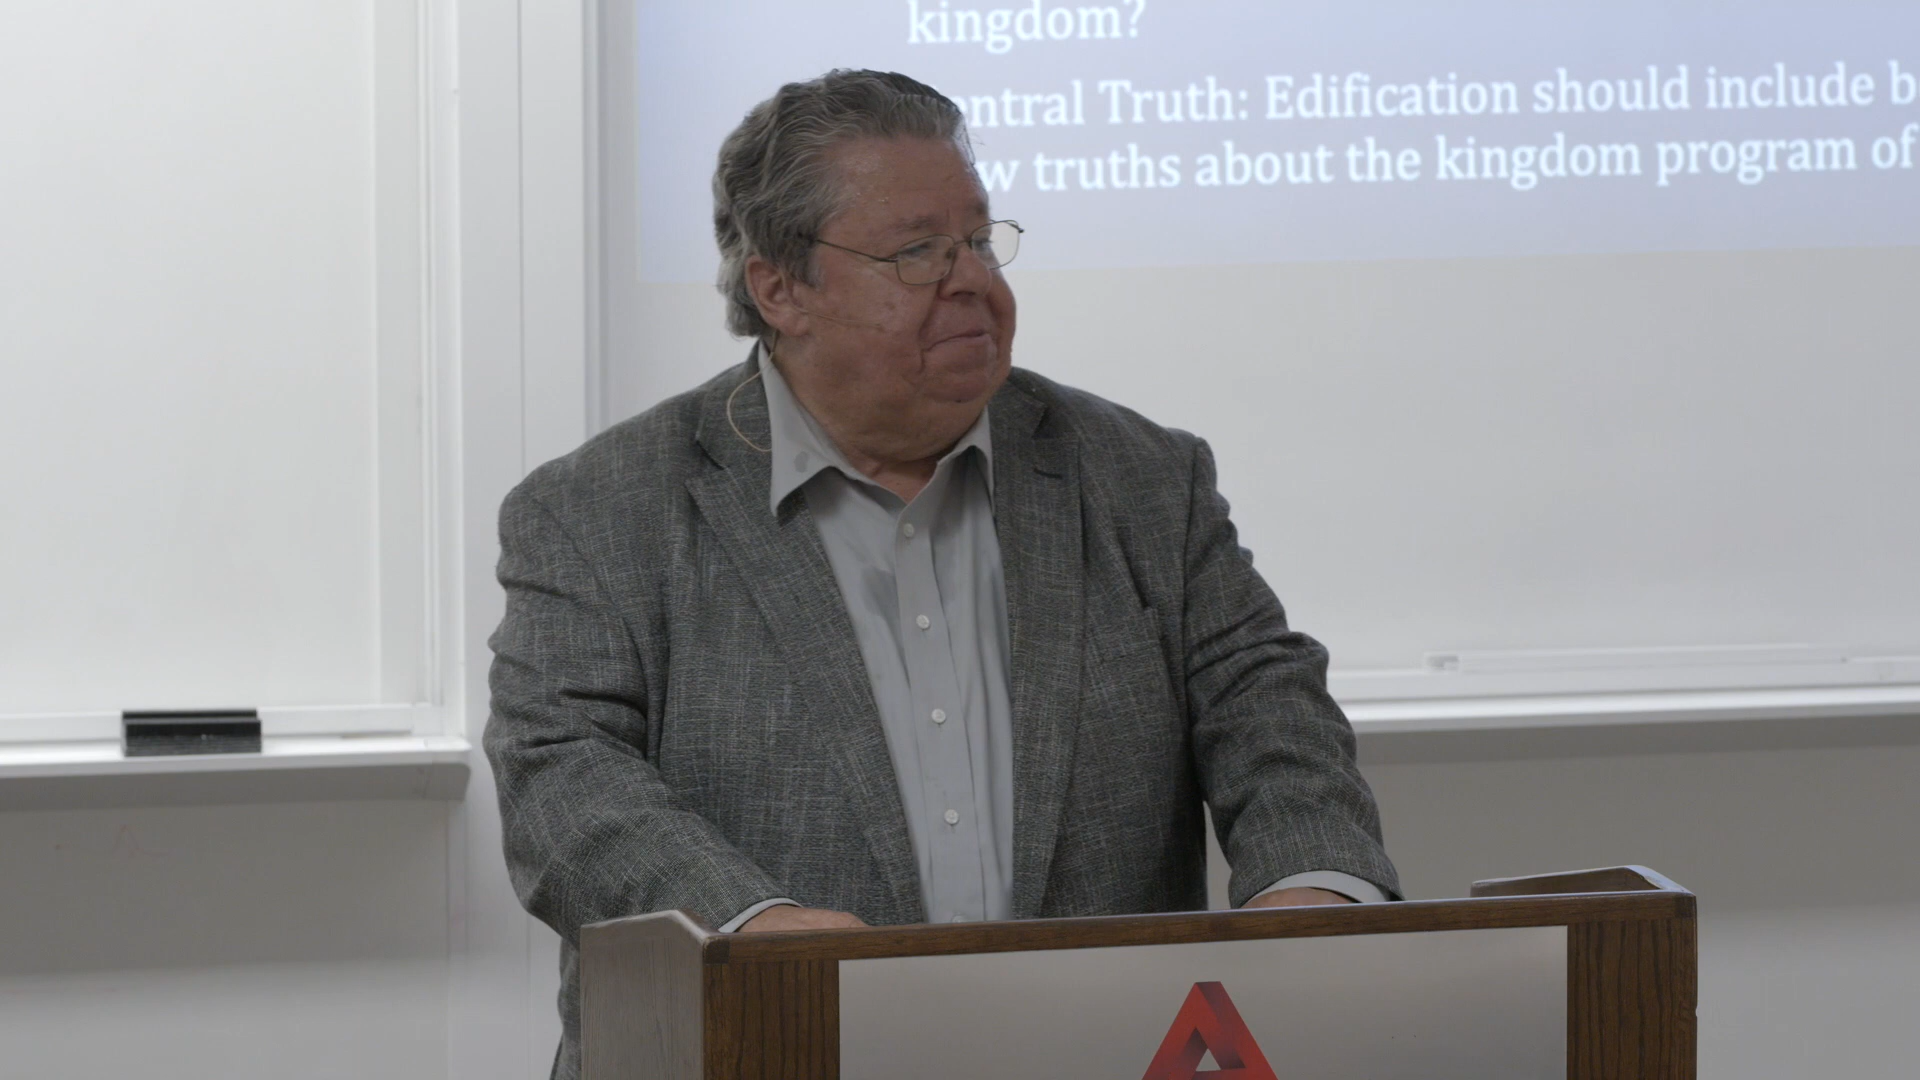 kingdom?
entral Truth: Edification should include b
w truths about the kingdom program of